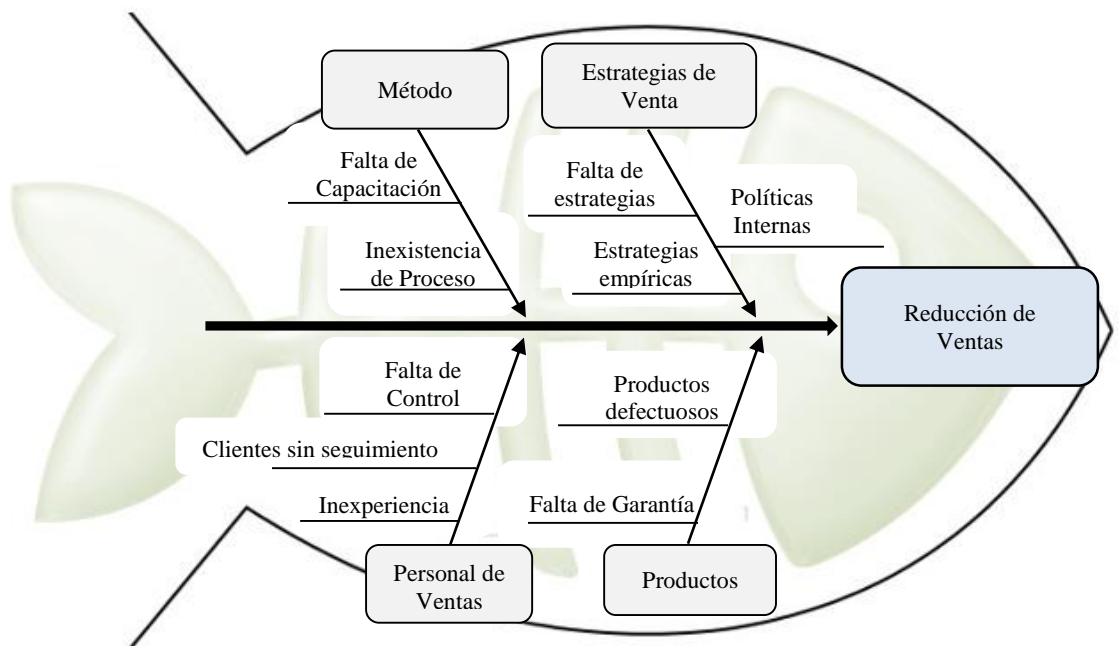 Método
Estrategias de
Venta
Falta de
Capacitación
Inexistencia
de Proceso
Falta de
estrategias
Estrategias
empíricas
Políticas
Internas
Reducción de
Ventas
Falta de
Control
Clientes sin seguimiento
Inexperiencia
Personal de
Ventas
Productos
defectuosos
Falta de Garantía
Productos